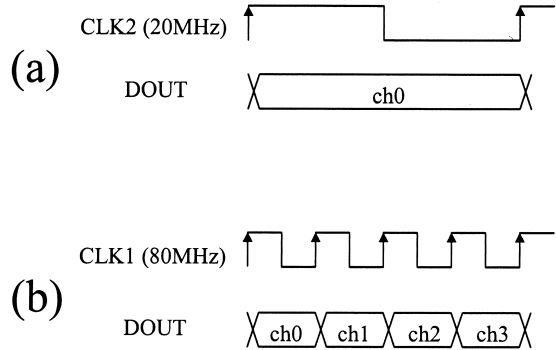 (a)
CLK2 (20MHz)
DOUT
ch0
(b)
CLK1 (80MHz)
DOUT
ch0 ch1 ch2 ch3